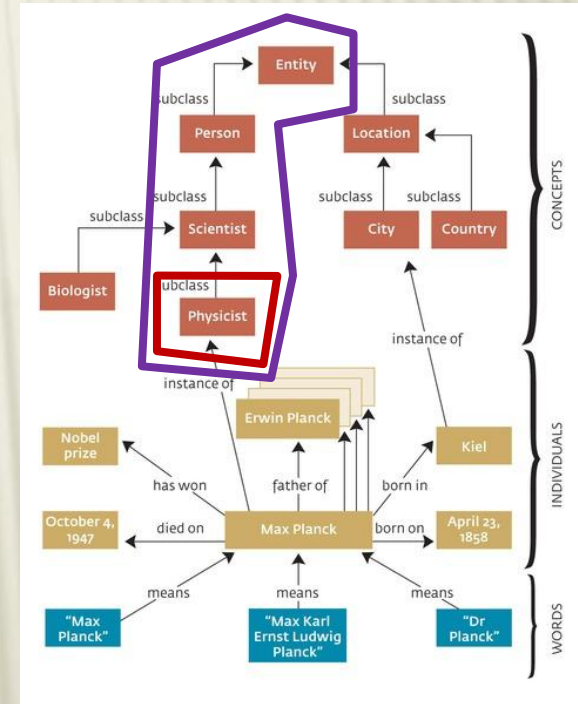 Entity
subclass
subclass
Person
Location
subclass
subclass
subclass
subclass
Scientist
City
Country
Biologist
ubclass
Physicist
CONCEPTS
instance of
instance of
Erwin Planck
Nobel
prize
Kiel
has won
father of
born in
October 4,
1947
died on
Max Planck
born on
April 23,
1858
INDIVIDUALS
means
means
means
"Max
Planck"
"Max Karl
Ernst Ludwig
Planck"
"Dr
Planck"
WORDS